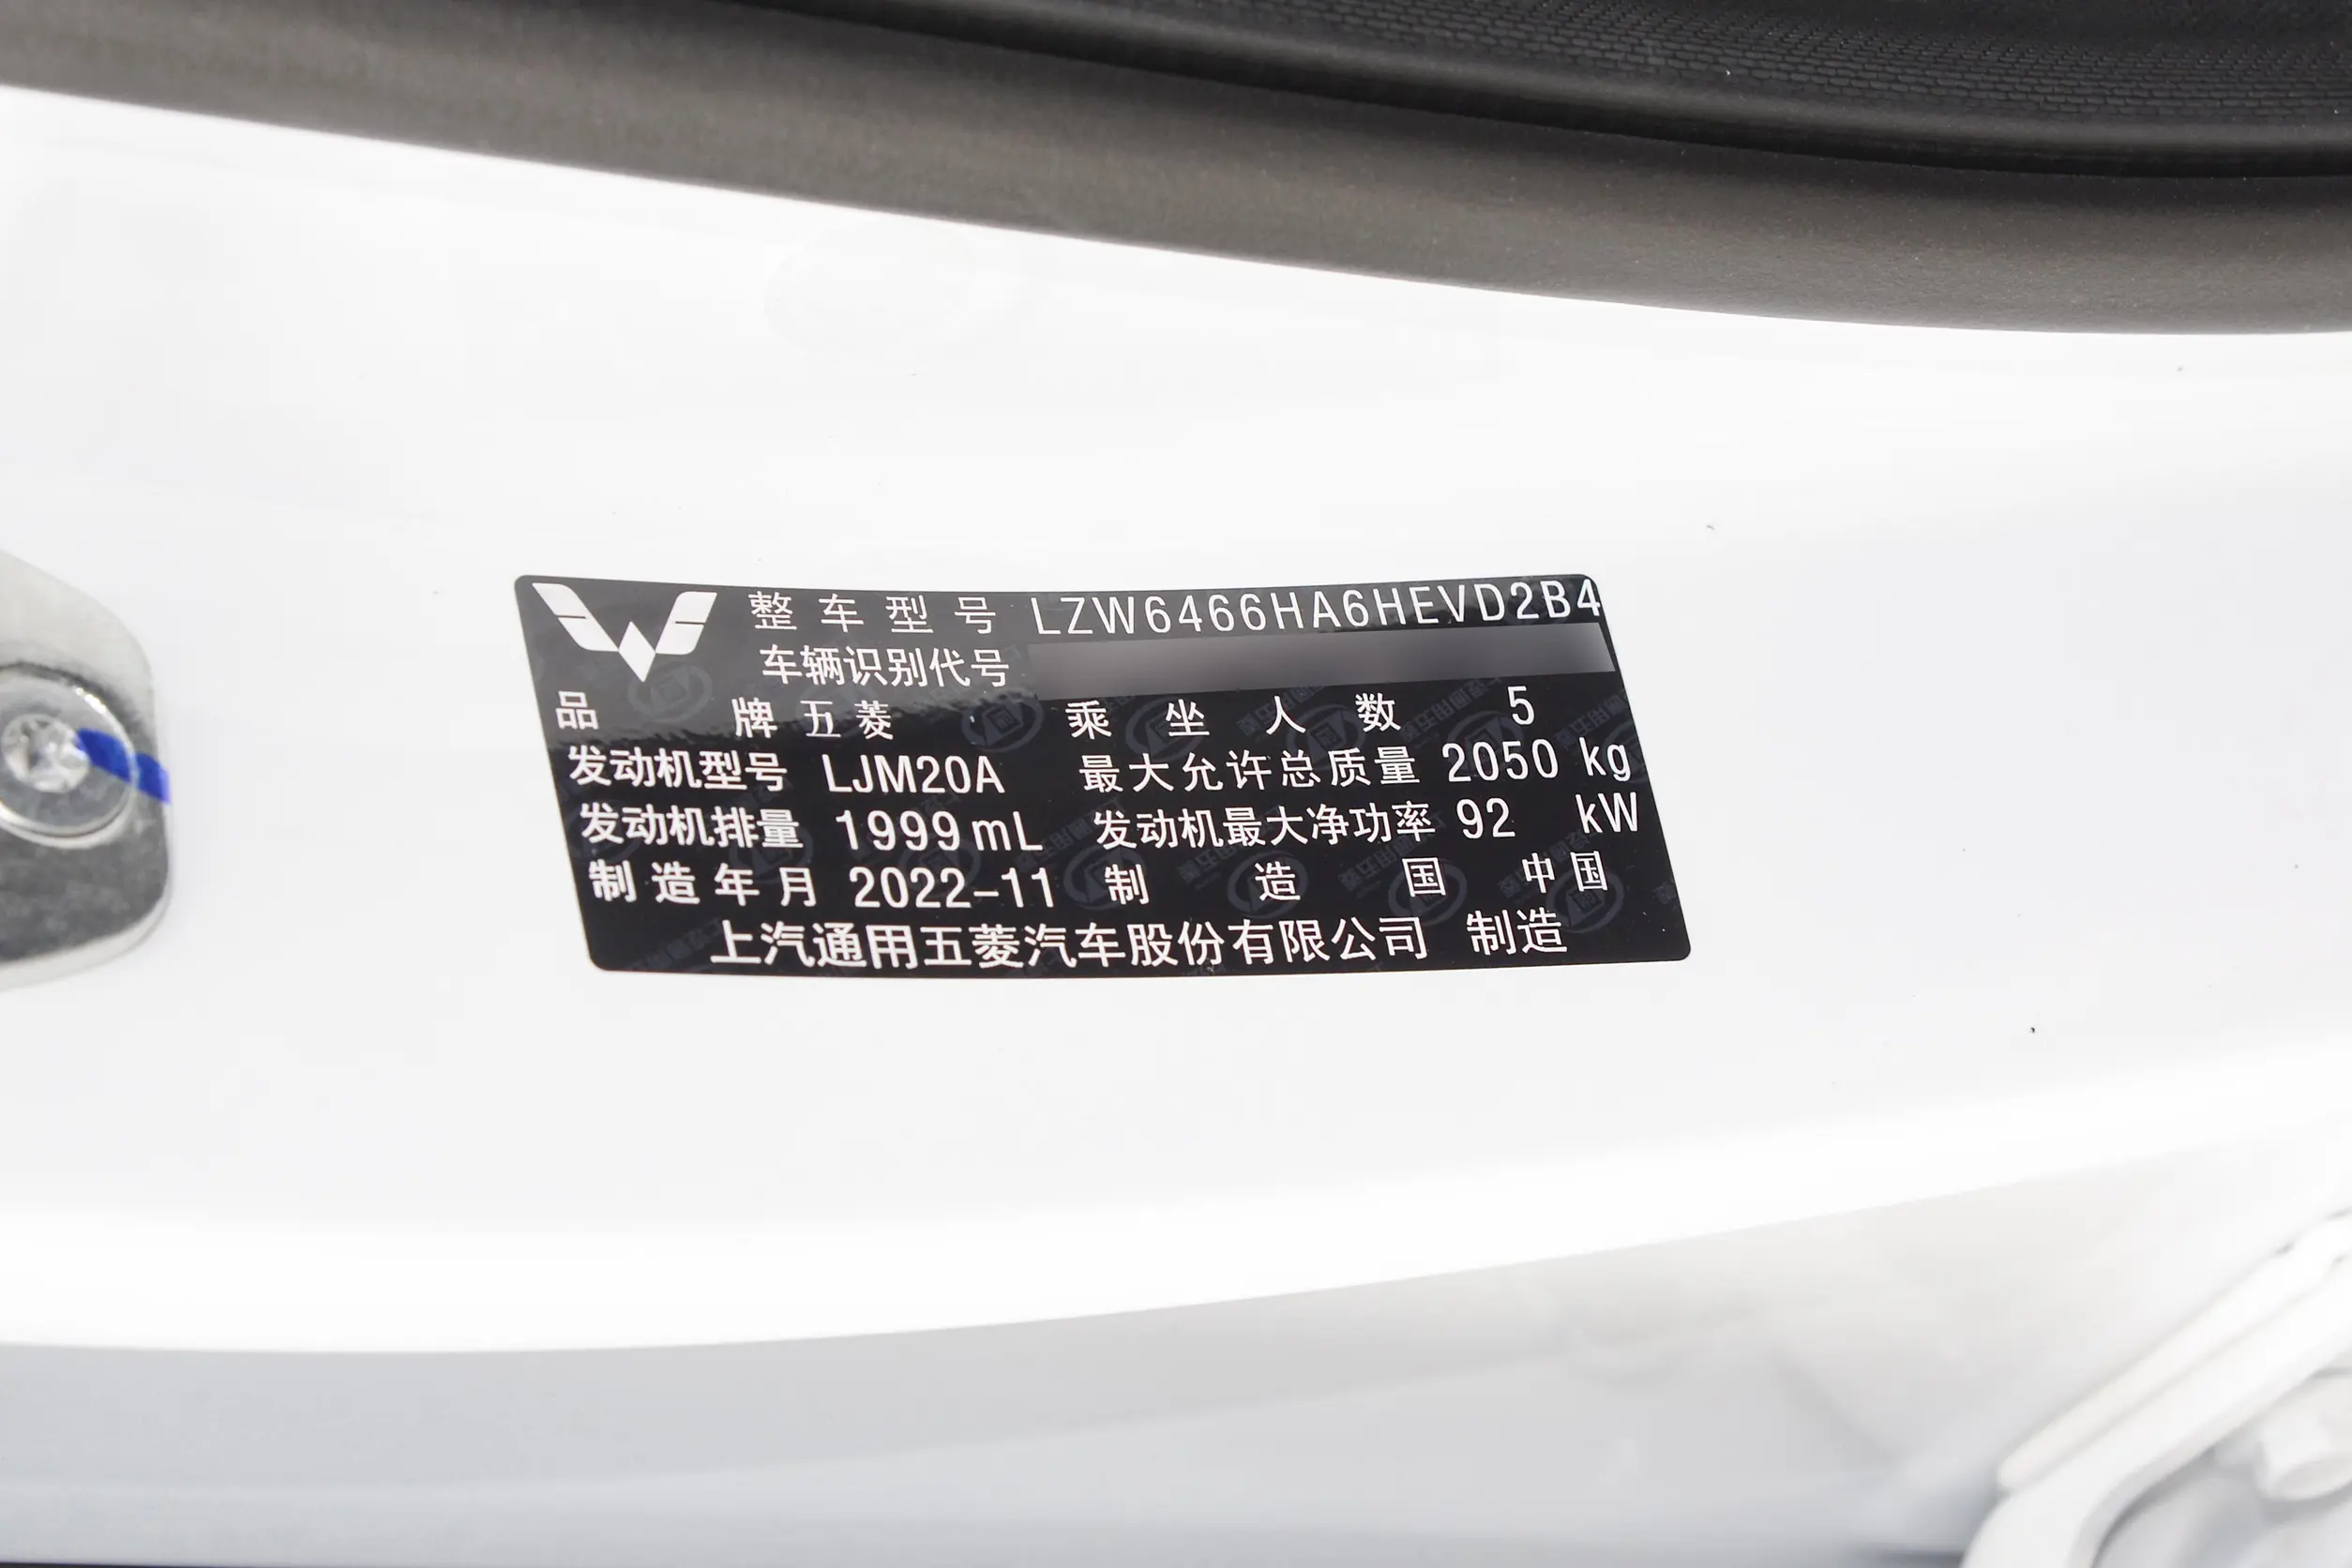 整车型号 LZW6466HA6HEVD2B4
车辆识别代号
品牌 五菱 乘坐人数 5
发动机型号 LJM20A 最大允许总质量 2050 kg
发动机排量 1999 mL 发动机最大净功率 92 kW
制造年月 2022-11 制造国 中国
上汽通用五菱汽车股份有限公司 制造